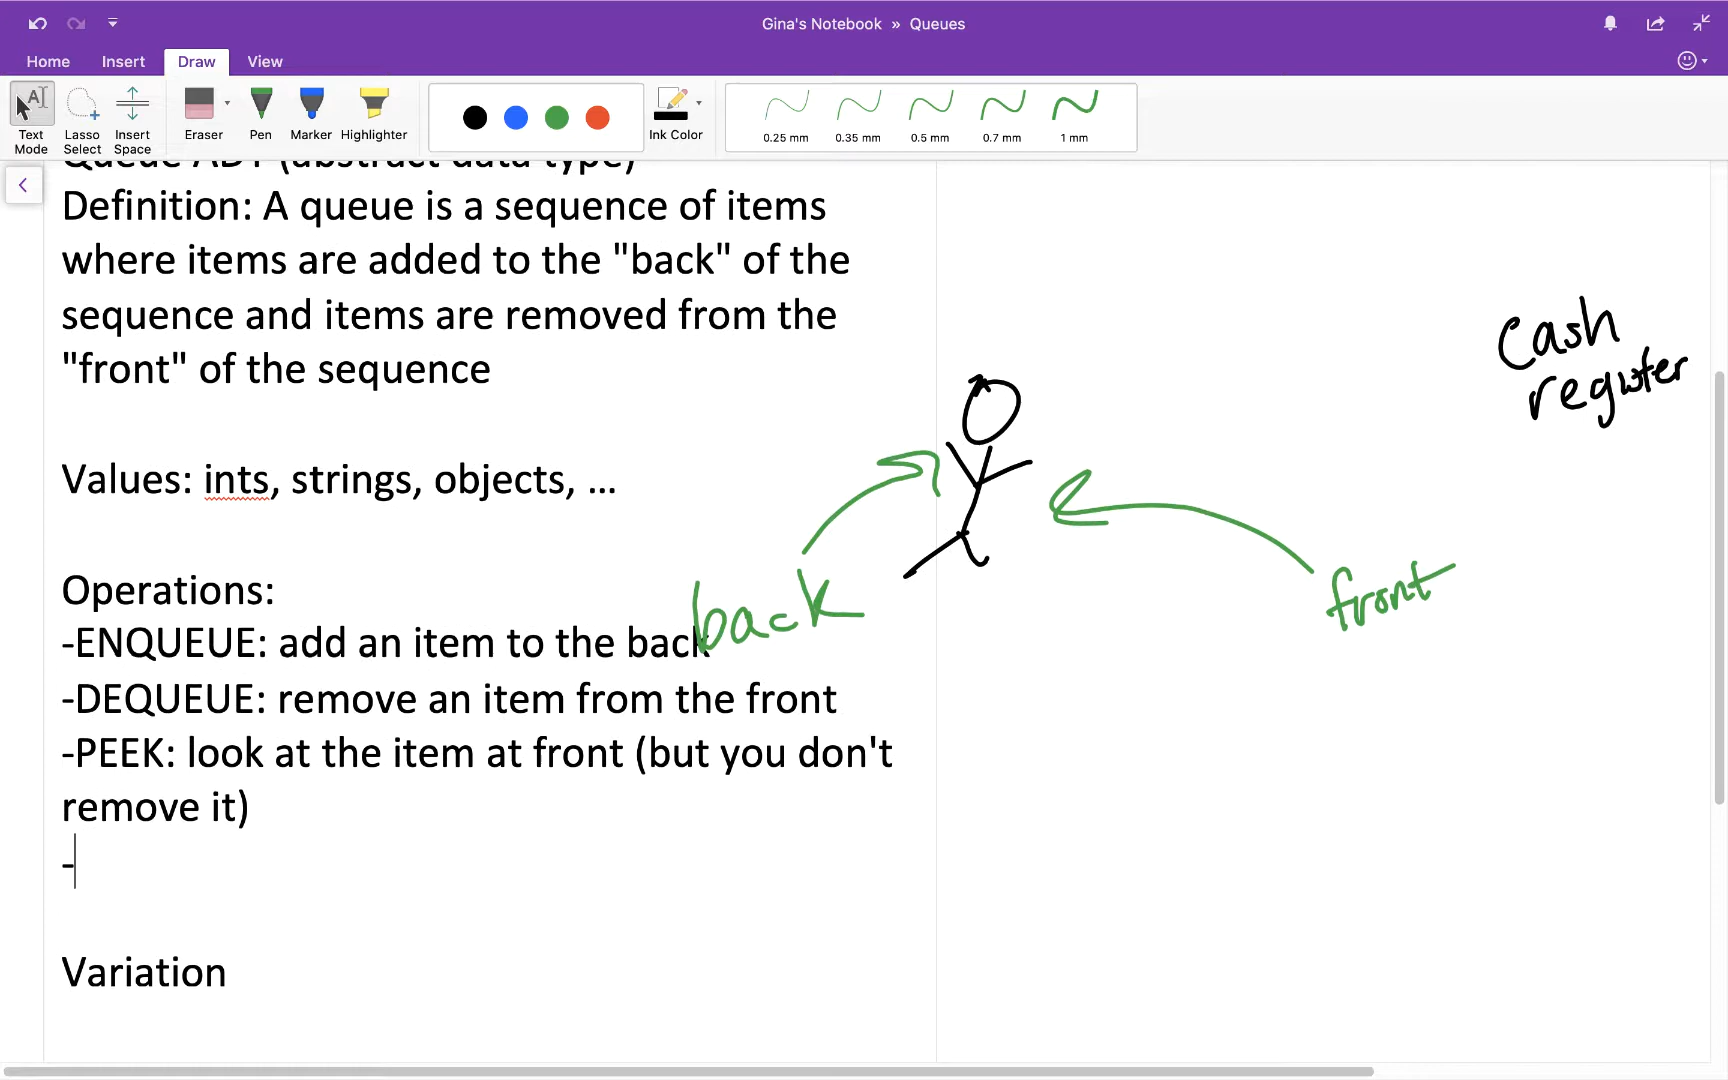 Gina's Notebook » Queues
Home Insert Draw View
Text Mode
Lasso Select
Insert Space
Eraser
Pen
Marker
Highlighter
Ink Color
0.25 mm
0.35 mm
0.5 mm
0.7 mm
1 mm
Queue ADT (abstract data type)
Definition: A queue is a sequence of items
where items are added to the "back" of the
sequence and items are removed from the
"front" of the sequence
Values: ints, strings, objects, ...
Operations:
-ENQUEUE: add an item to the back
-DEQUEUE: remove an item from the front
-PEEK: look at the item at front (but you don't
remove it)
-
Variation
cash
register
back
front